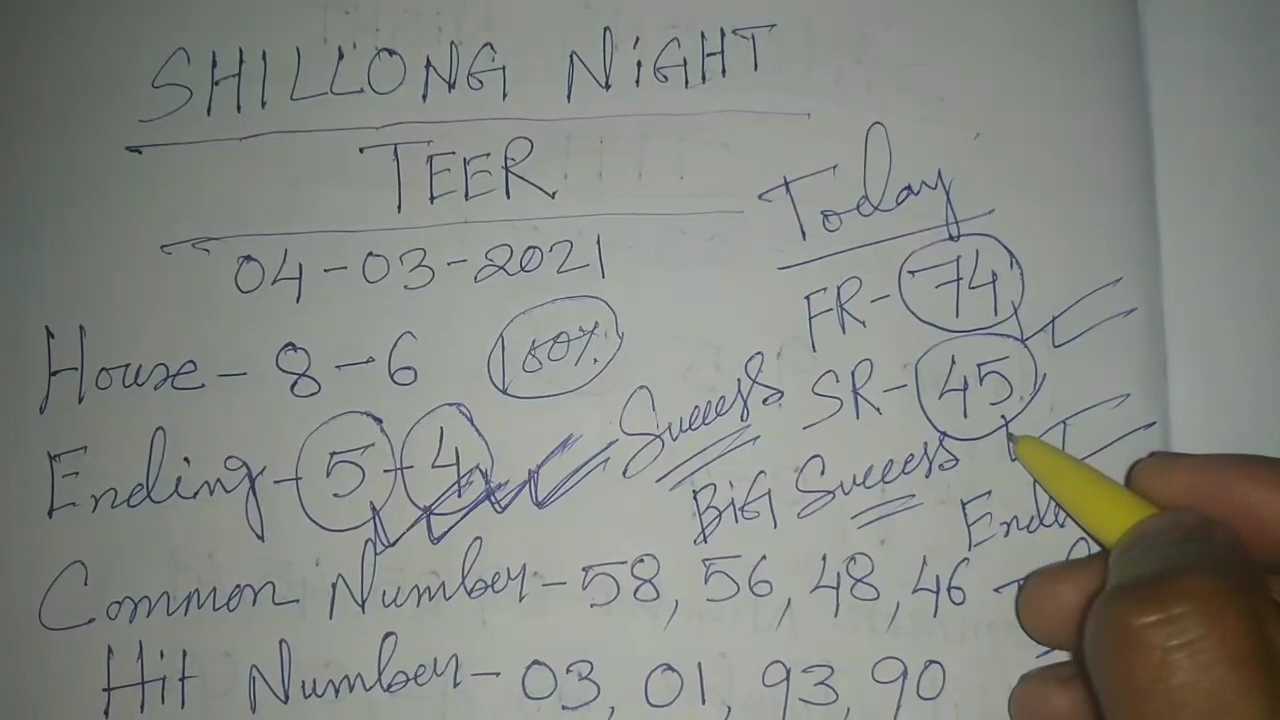 SHILLONG NiGHT
TEER
04-03-2021
Today
FR-74
SR-45
House-8-6 100%
Ending-5-4 Success
BiG Success
Common Number-58, 56, 48, 46
Hit Number-03, 01, 93, 90